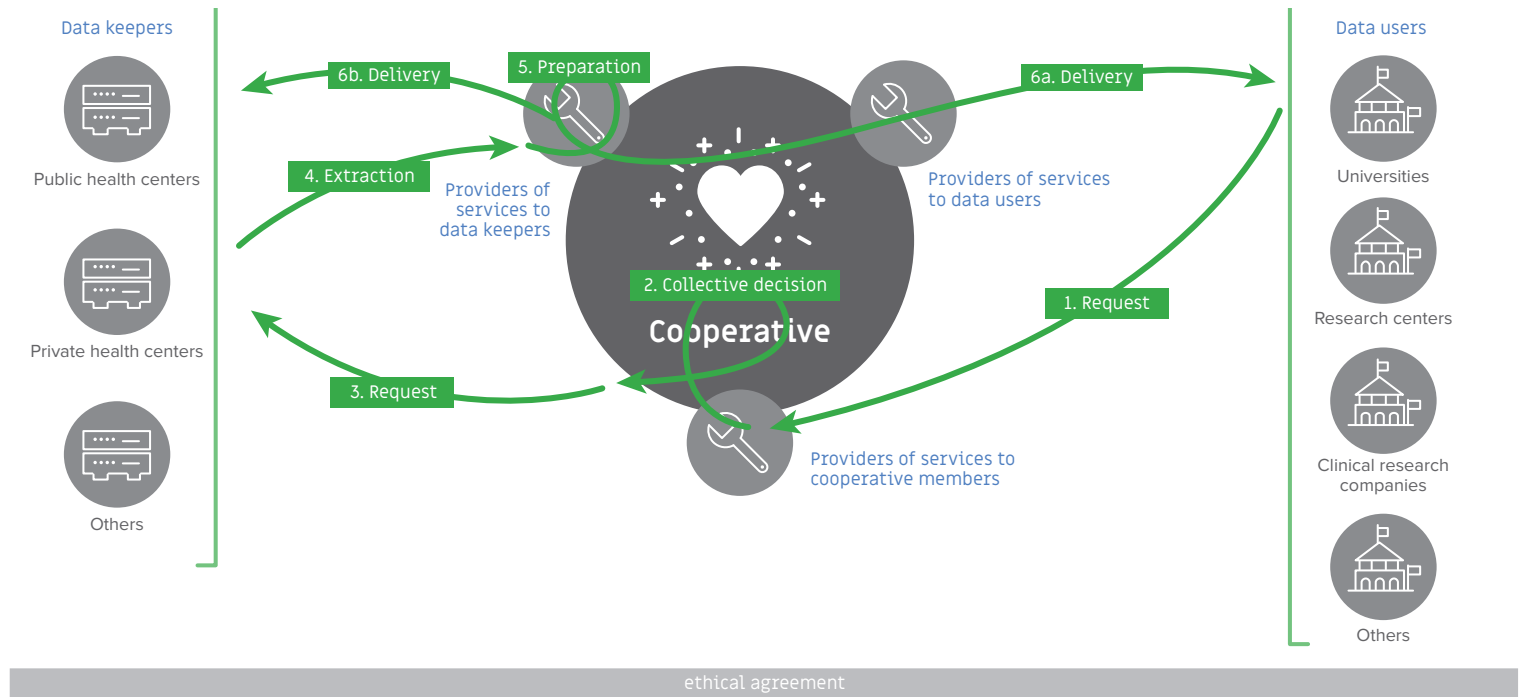 Data keepers
Public health centers
Private health centers
Others
6b. Delivery
5. Preparation
4. Extraction
Providers of
services to
data keepers
3. Request
2. Collective decision
Cooperative
Providers of services to
cooperative members
Providers of services
to data users
6a. Delivery
1. Request
Data users
Universities
Research centers
Clinical research
companies
Others
ethical agreement